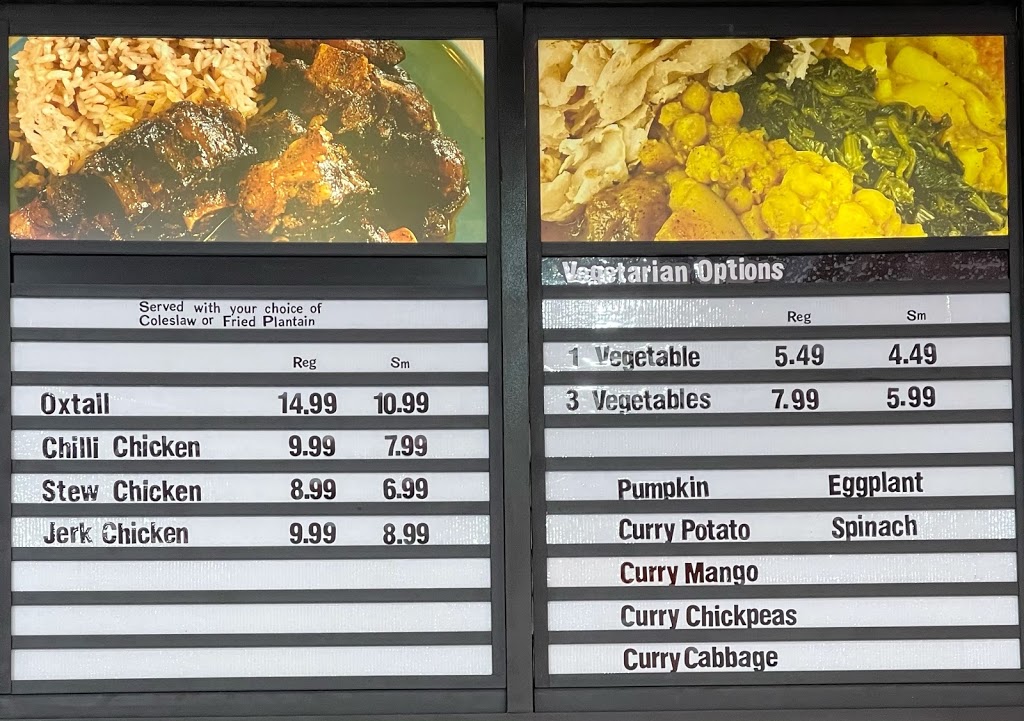 Served with your choice of
Coleslaw or Fried Plantain
Reg Sm
Oxtail 14.99 10.99
Chilli Chicken 9.99 7.99
Stew Chicken 8.99 6.99
Jerk Chicken 9.99 8.99
Vegetarian Options
Reg Sm
1 Vegetable 5.49 4.49
3 Vegetables 7.99 5.99
Pumpkin Eggplant
Curry Potato Spinach
Curry Mango
Curry Chickpeas
Curry Cabbage